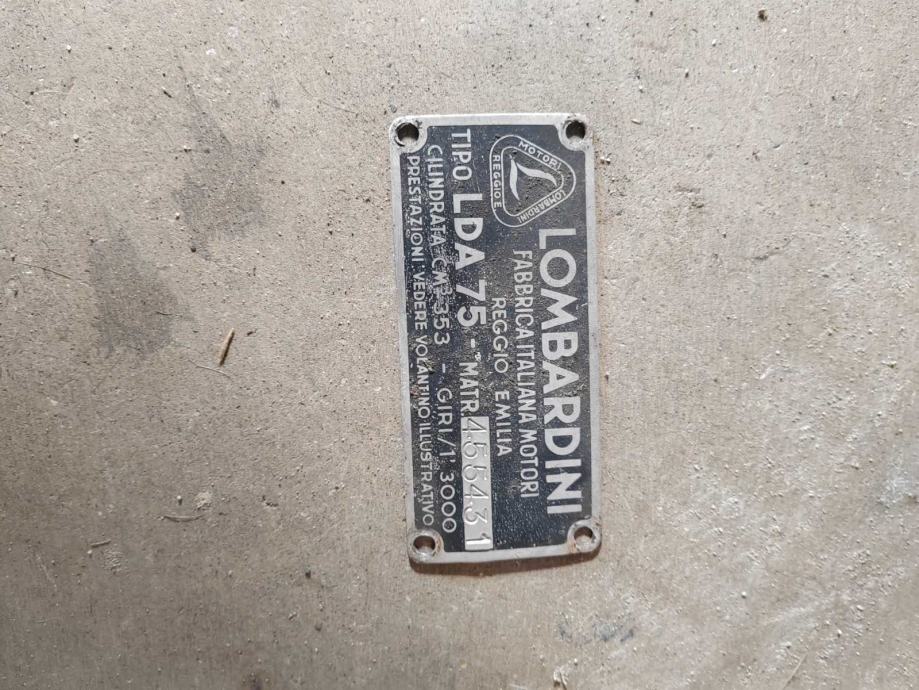 MOTORI
LOMBARDINI
REGGIO E.
LOMBARDINI
FABBRICA ITALIANA MOTORI
REGGIO EMILIA
TIPO LDA 75 - MATR. 455431
CILINDRATA CM³ 353 - GIRI/1' 3000
PRESTAZIONI: VEDERE VOLANTINO ILLUSTRATIVO